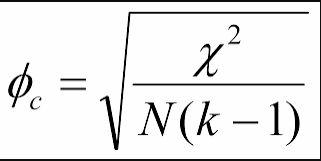 ϕ_c = √(χ² / N(k − 1))